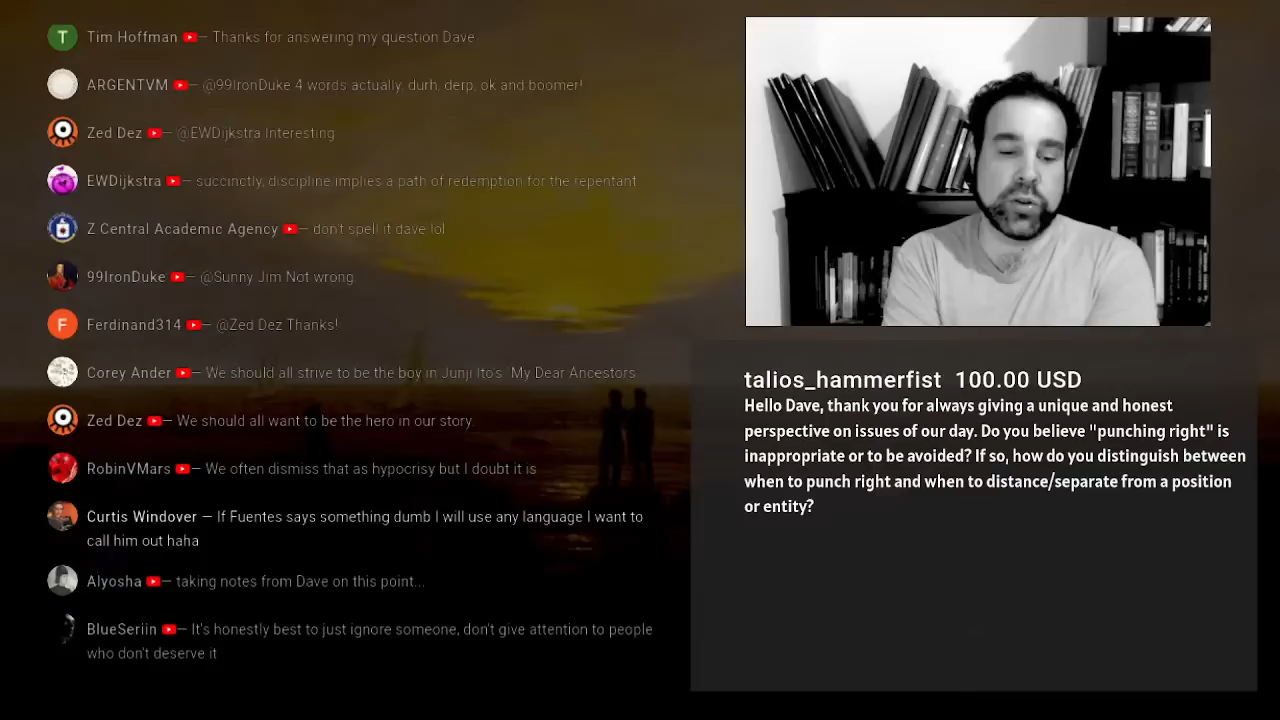 Tim Hoffman — Thanks for answering my question Dave
ARGENTVM — @99IronDuke 4 words actually, durh, derp, ok and boomer!
Zed Dez — @EWDijkstra Interesting
EWDijkstra — succinctly, discipline implies a path of redemption for the repentant
Z Central Academic Agency — don't spell it dave lol
99IronDuke — @Sunny Jim Not wrong.
F
Ferdinand314 — @Zed Dez Thanks!
Corey Ander — We should all strive to be the boy in Junji Ito's "My Dear Ancestors
Zed Dez — We should all want to be the hero in our story.
RobinVMars — We often dismiss that as hypocrisy but I doubt it is
Curtis Windover — If Fuentes says something dumb I will use any language I want to
call him out haha
Alyosha — taking notes from Dave on this point...
BlueSeriin — It's honestly best to just ignore someone, don't give attention to people
who don't deserve it
talios_hammerfist 100.00 USD
Hello Dave, thank you for always giving a unique and honest
perspective on issues of our day. Do you believe "punching right" is
inappropriate or to be avoided? If so, how do you distinguish between
when to punch right and when to distance/separate from a position
or entity?